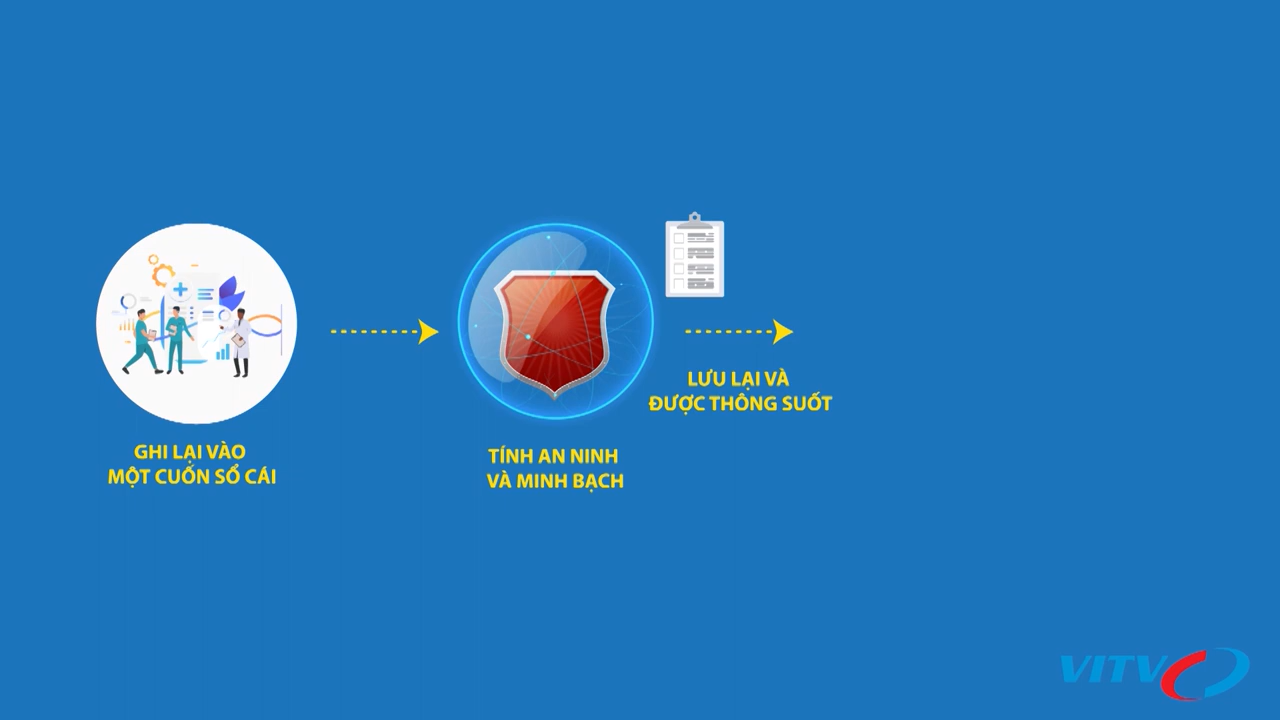 GHI LẠI VÀO
MỘT CUỐN SỔ CÁI
TÍNH AN NINH
VÀ MINH BẠCH
LƯU LẠI VÀ
ĐƯỢC THÔNG SUỐT
VITV